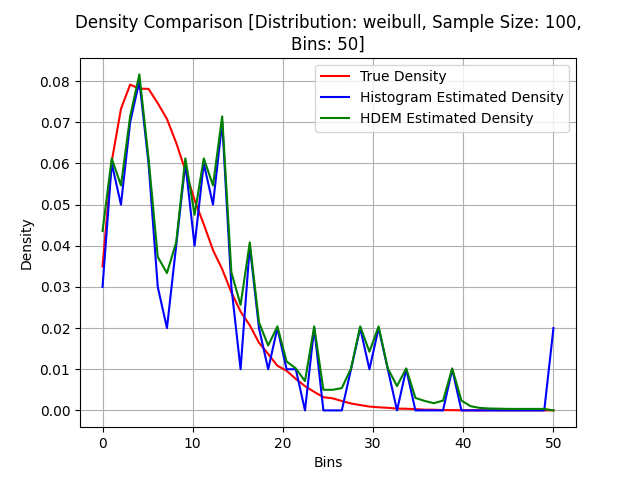 Density Comparison [Distribution: weibull, Sample Size: 100,
Bins: 50]
True Density
Histogram Estimated Density
HDEM Estimated Density
Density
0.08
0.07
0.06
0.05
0.04
0.03
0.02
0.01
0.00
0 10 20 30 40 50
Bins